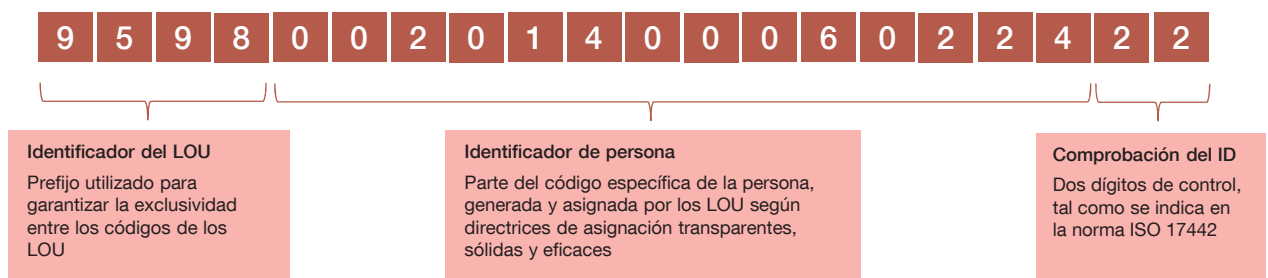 9 5 9 8 0 0 2 0 1 4 0 0 0 6 0 2 2 4 2 2
Identificador del LOU
Prefijo utilizado para
garantizar la exclusividad
entre los códigos de los
LOU
Identificador de persona
Parte del código específica de la persona,
generada y asignada por los LOU según
directrices de asignación transparentes,
sólidas y eficaces
Comprobación del ID
Dos dígitos de control,
tal como se indica en
la norma ISO 17442